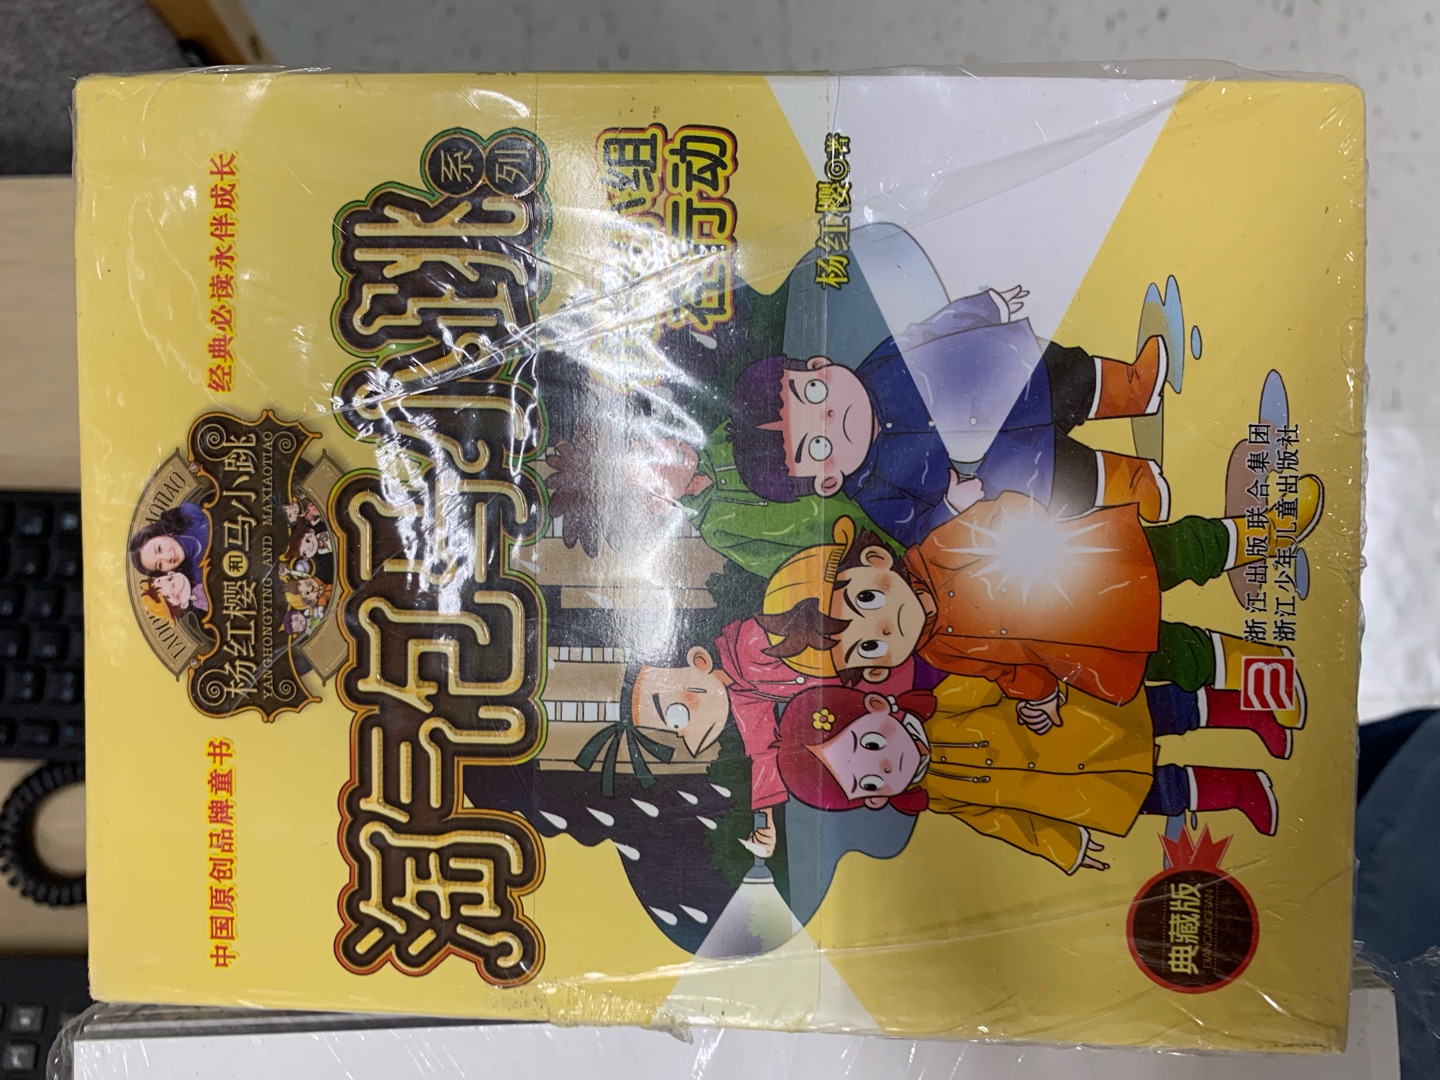 中国原创品牌童书
经典必读永伴成长
杨红樱和马小跳
YANGHONGYING AND MAXIAOTIAO
淘气包马小跳
系列
小组
在行动
杨红樱◎著
典藏版
DIANCANGBAN
浙江出版联合集团
浙江少年儿童出版社